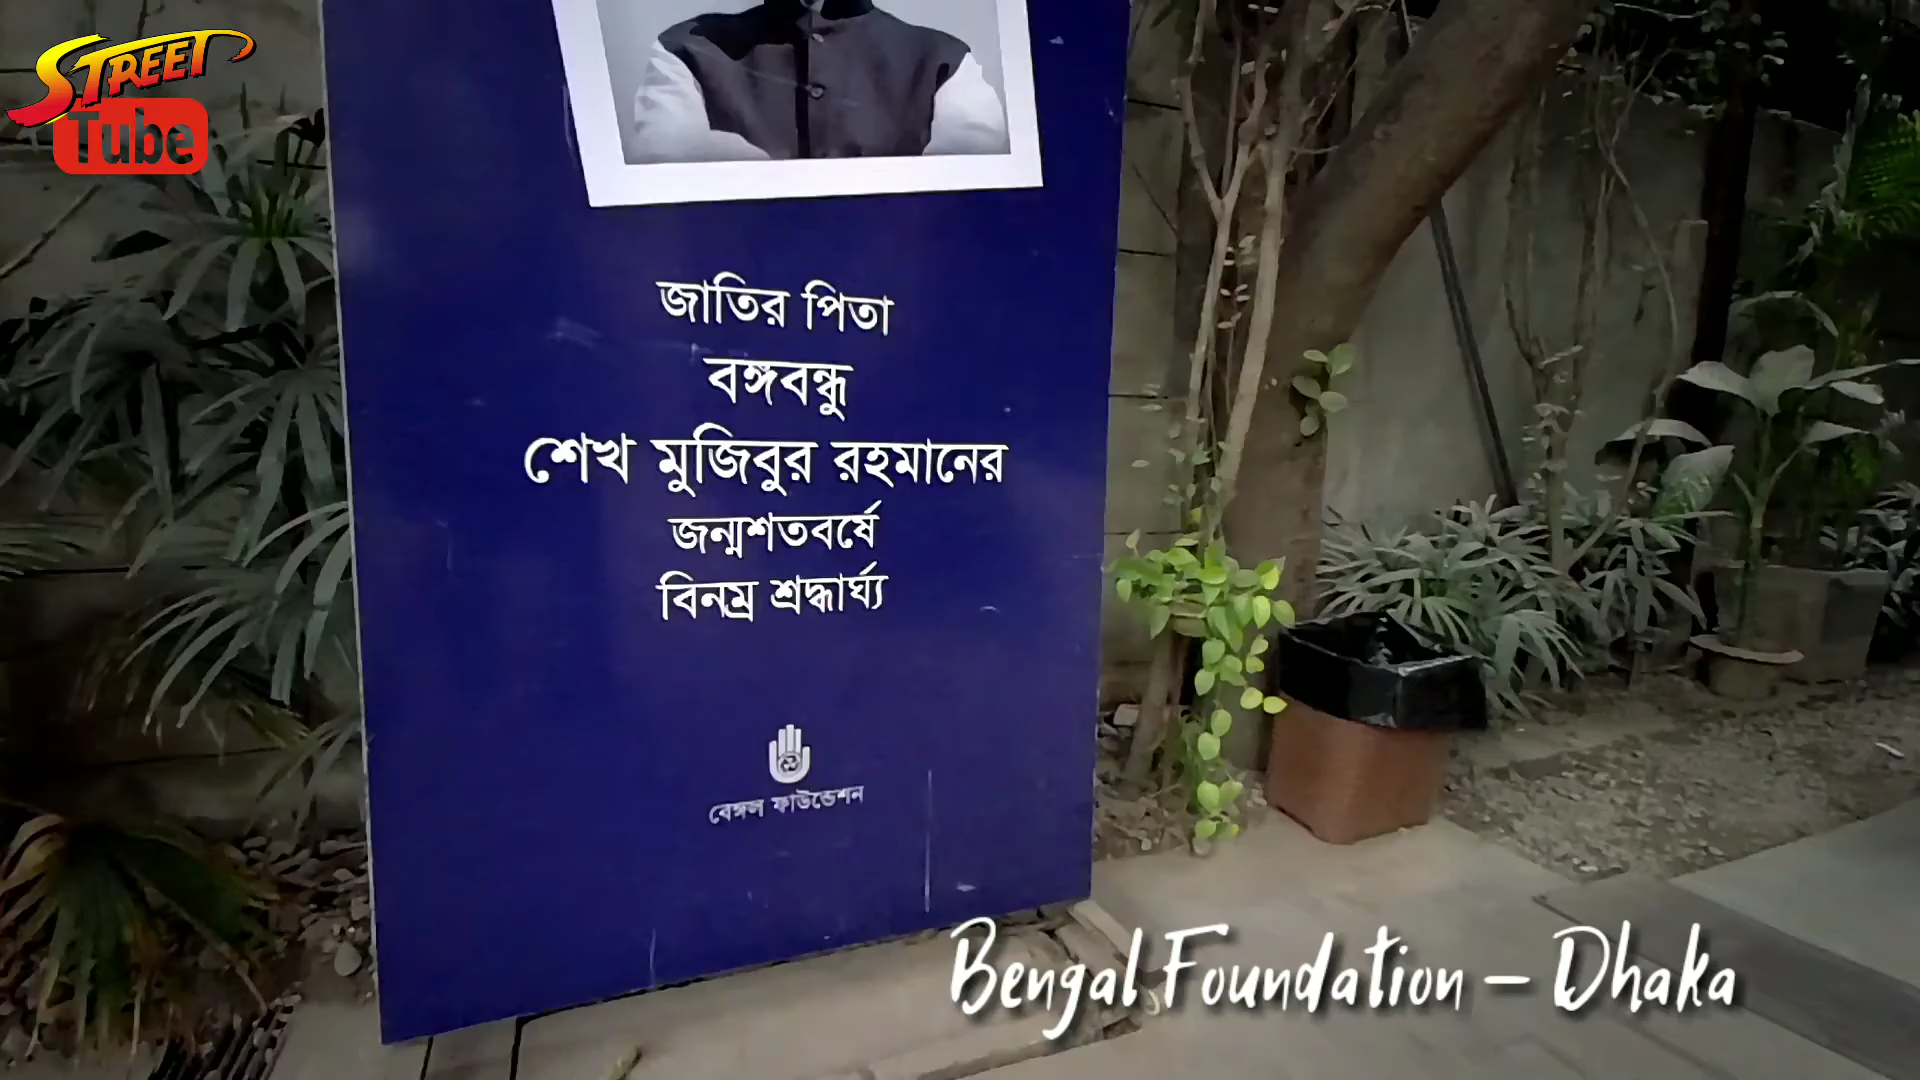 STREET
Tube
জাতির পিতা
বঙ্গবন্ধু
শেখ মুজিবুর রহমানের
জন্মশতবর্ষে
বিনম্র শ্রদ্ধার্ঘ্য
বেঙ্গল ফাউন্ডেশন
Bengal Foundation – Dhaka